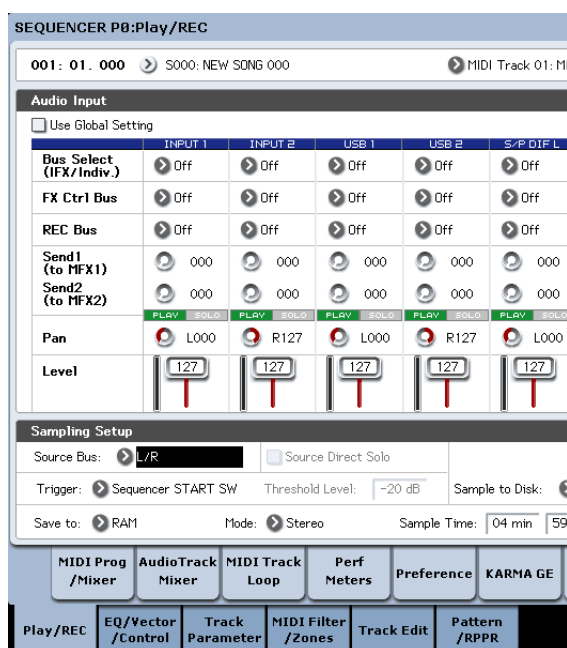 SEQUENCER P0:Play/REC
001: 01. 000 S000: NEW SONG 000 MIDI Track 01: M
Audio Input
Use Global Setting
INPUT 1 INPUT 2 USB 1 USB 2 S/P DIF L
Bus Select
(IFX/Indiv.) Off Off Off Off Off
FX Ctrl Bus Off Off Off Off Off
REC Bus Off Off Off Off Off
Send1
(to MFX1) 000 000 000 000 000
Send2
(to MFX2) 000 000 000 000 000
PLAY SOLO PLAY SOLO PLAY SOLO PLAY SOLO PLAY SOLO
Pan L000 R127 L000 R127 L000
Level 127 127 127 127 127
Sampling Setup
Source Bus: L/R Source Direct Solo
Trigger: Sequencer START SW Threshold Level: -20 dB Sample to Disk:
Save to: RAM Mode: Stereo Sample Time: 04 min 59
MIDI Prog
/Mixer
AudioTrack
Mixer
MIDI Track
Loop
Perf
Meters
Preference
KARMA GE
Play/REC
EQ/Vector
/Control
Track
Parameter
MIDI Filter
/Zones
Track Edit
Pattern
/RPPR